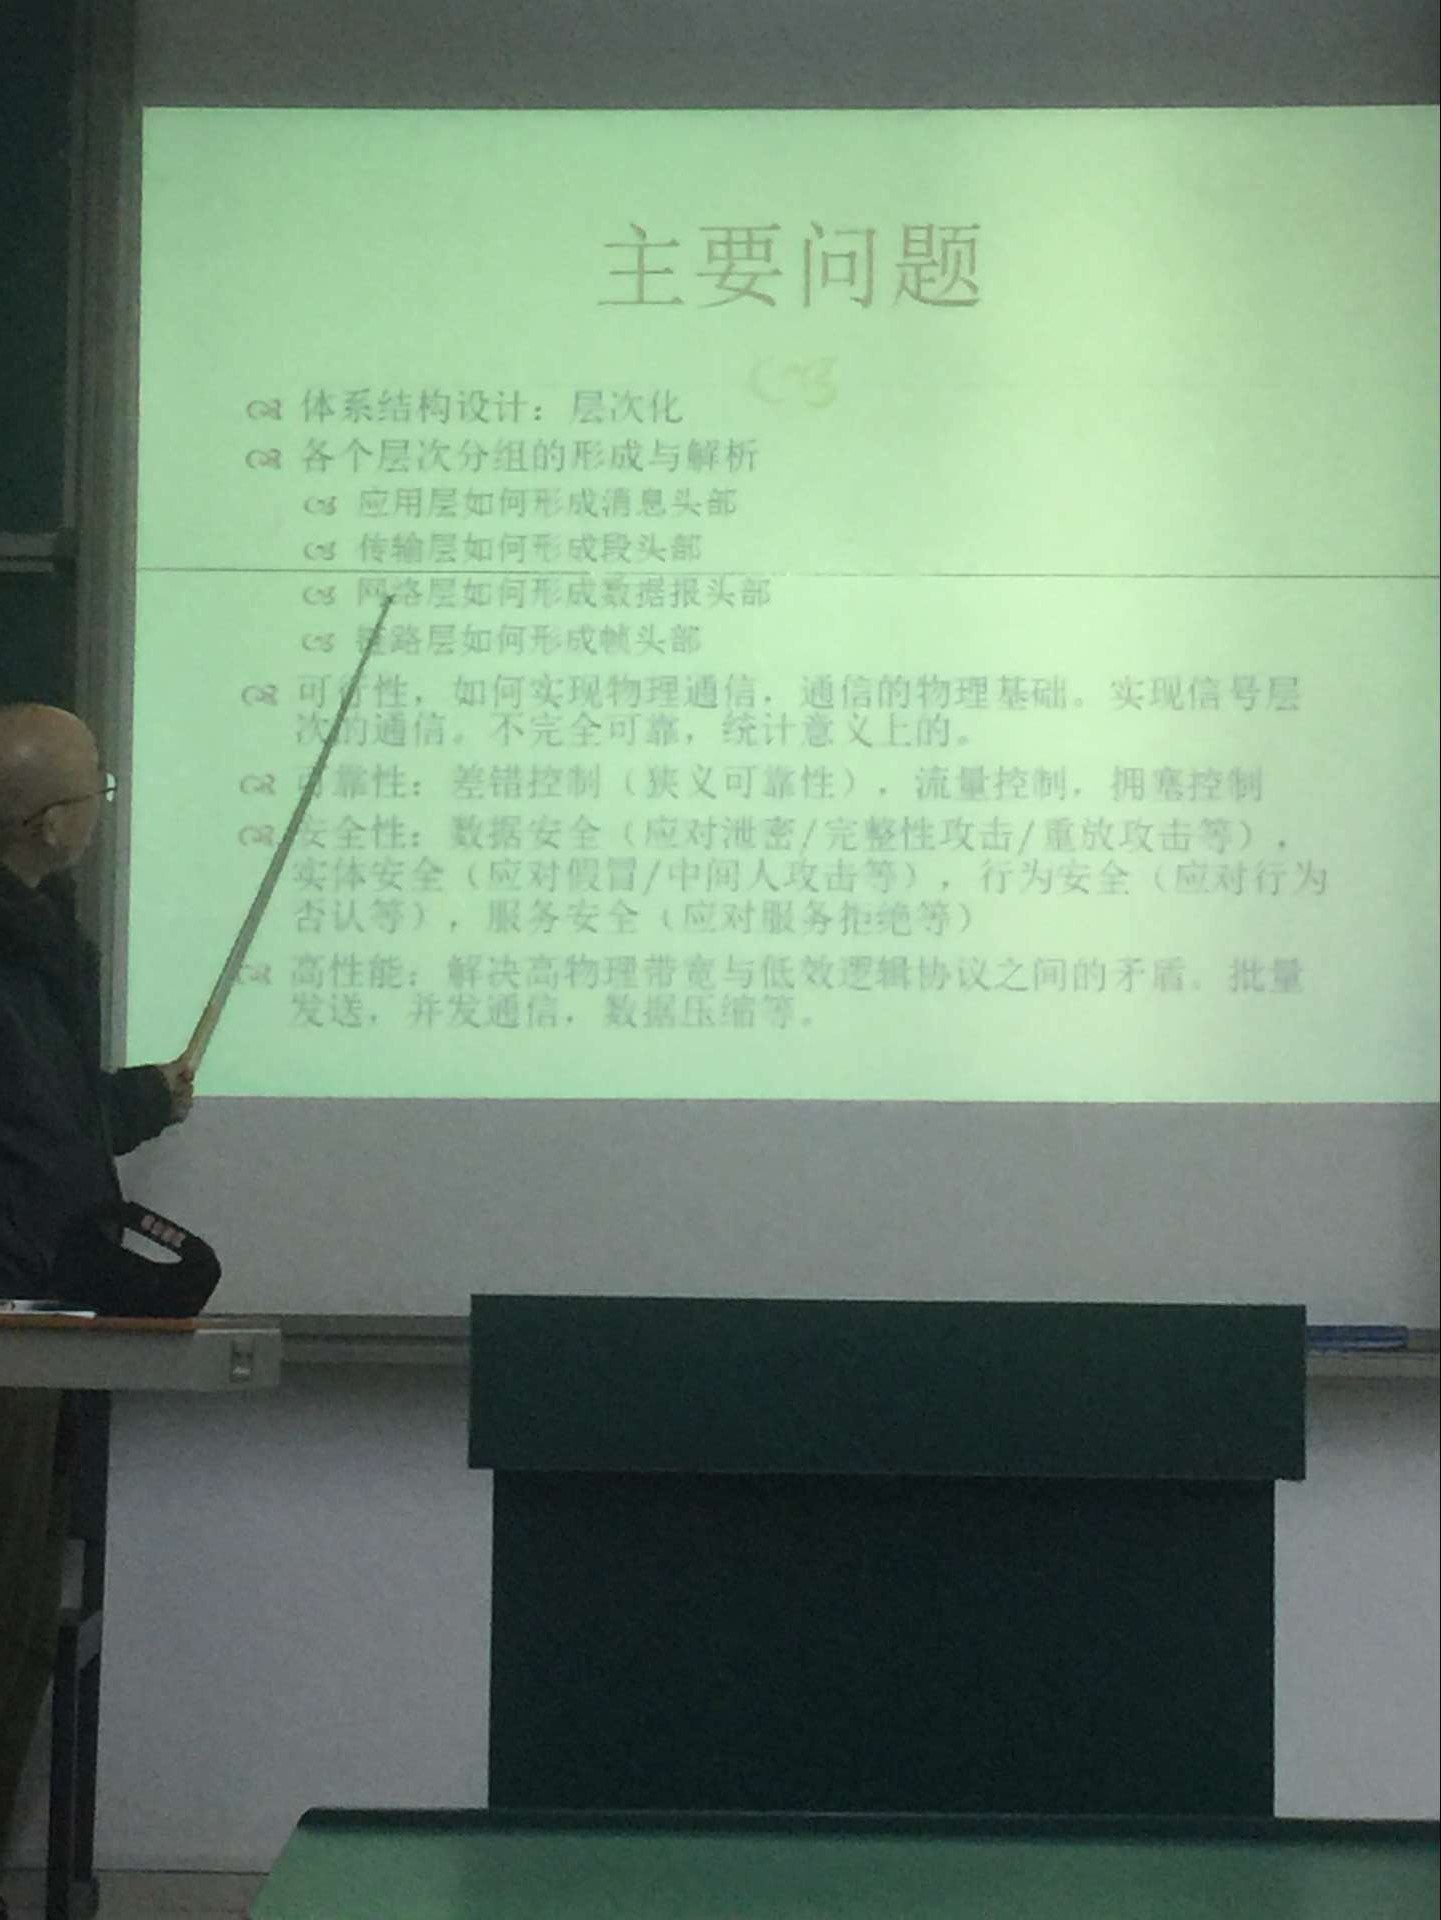 主要问题
体系结构设计：层次化
各个层次分组的形成与解析
应用层如何形成消息头部
传输层如何形成段头部
网络层如何形成数据报头部
链路层如何形成帧头部
可行性，如何实现物理通信，通信的物理基础。实现信号层
次的通信。不完全可靠，统计意义上的。
可靠性：差错控制（狭义可靠性），流量控制，拥塞控制
安全性：数据安全（应对泄密/完整性攻击/重放攻击等），
实体安全（应对假冒/中间人攻击等），行为安全（应对行为
否认等），服务安全（应对服务拒绝等）
高性能：解决高物理带宽与低效逻辑协议之间的矛盾。批量
发送，并发通信，数据压缩等。